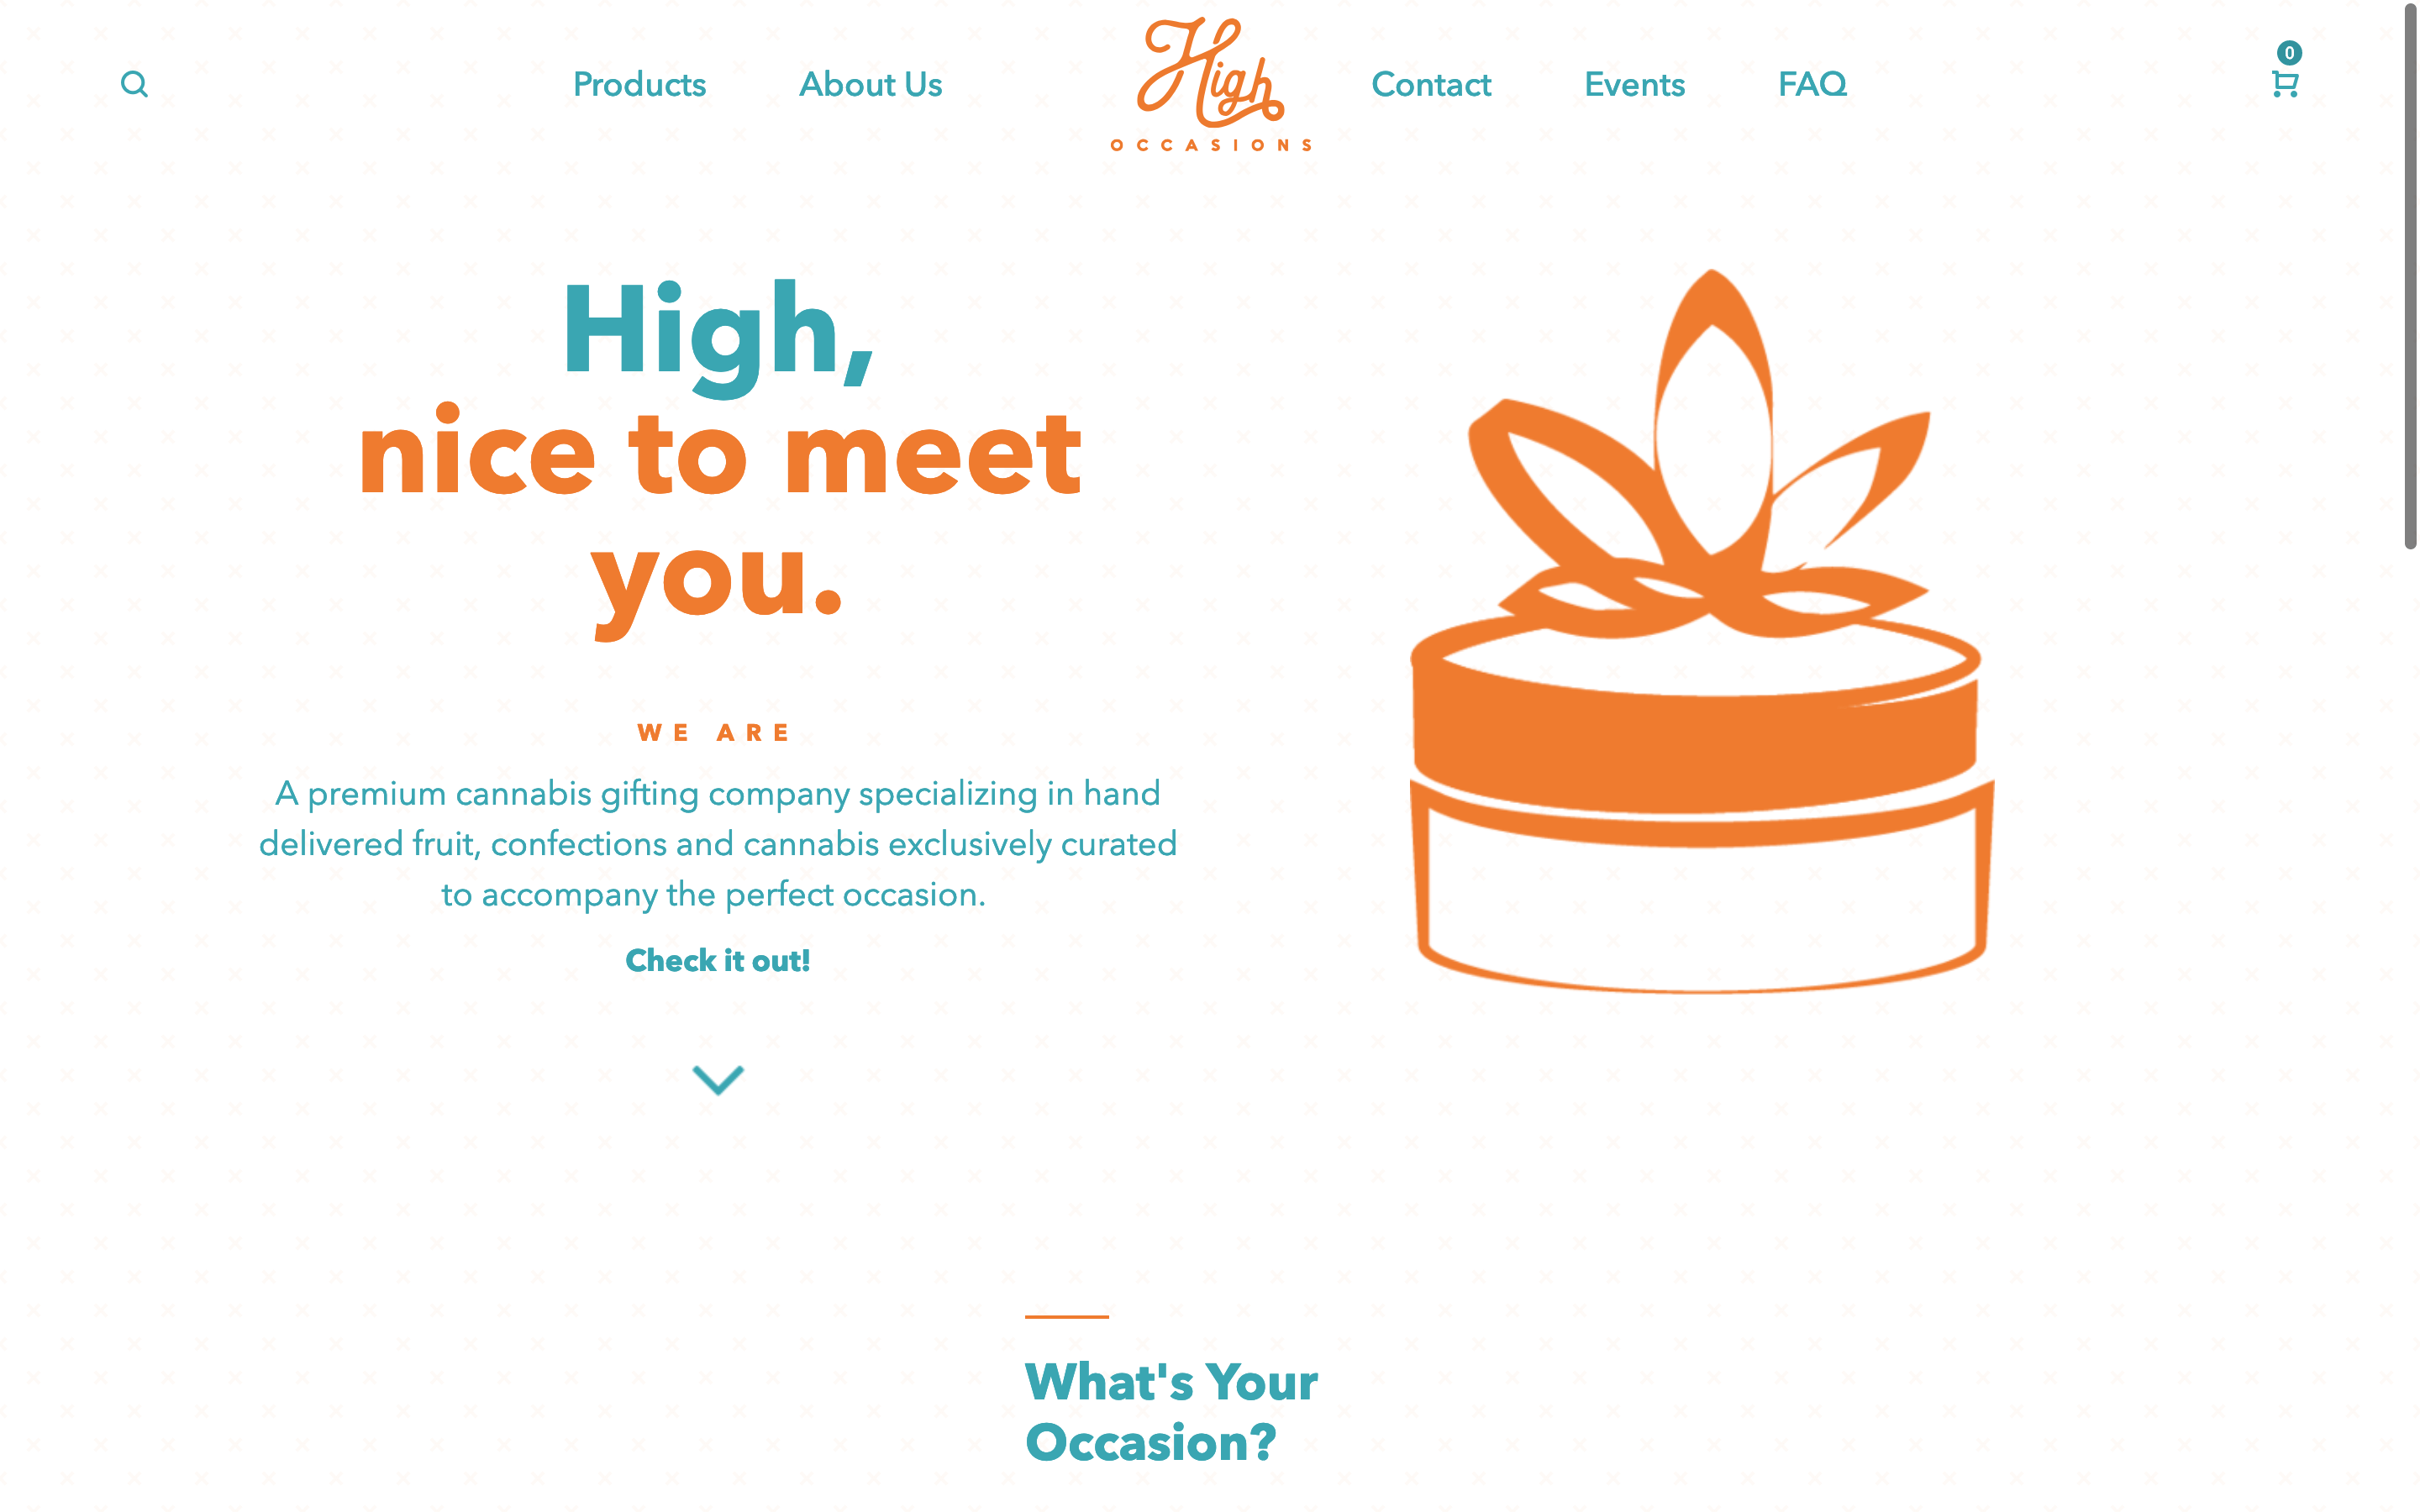 Products About Us High Contact Events FAQ 0
OCCASIONS
High,
nice to meet
you.
WE ARE
A premium cannabis gifting company specializing in hand
delivered fruit, confections and cannabis exclusively curated
to accompany the perfect occasion.
Check it out!
What's Your
Occasion?